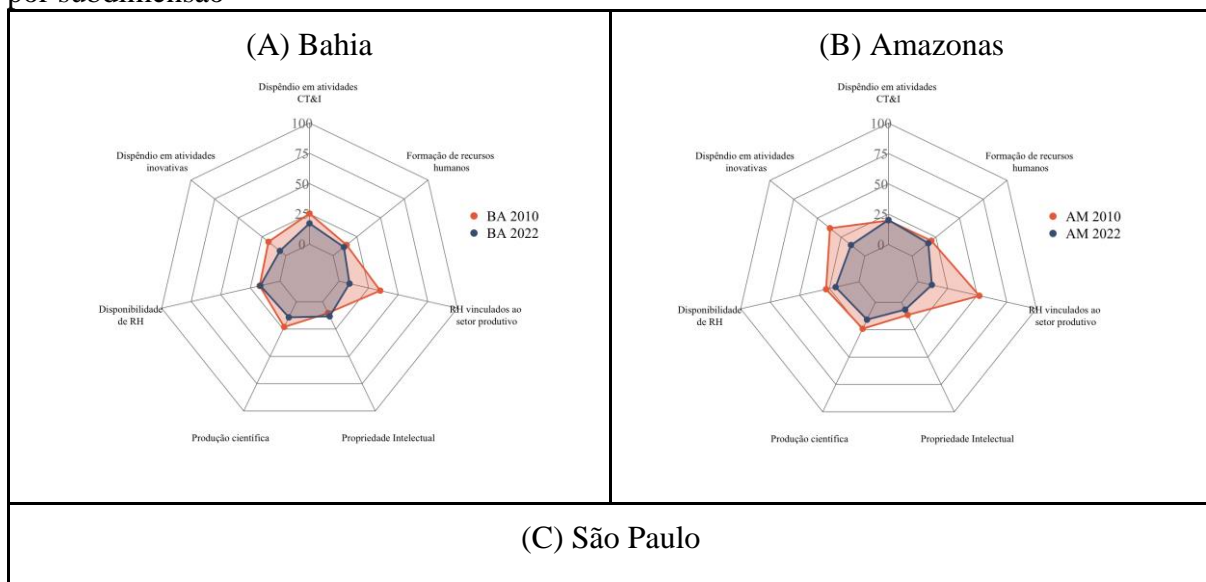 por subdimensão
(A) Bahia
Dispêndio em atividades
CT&I
100
75
50
25
0
Dispêndio em atividades
inovativas
Formação de recursos
humanos
BA 2010
BA 2022
Disponibilidade
de RH
RH vinculados ao
setor produtivo
Produção científica
Propriedade Intelectual
(B) Amazonas
Dispêndio em atividades
CT&I
100
75
50
25
0
Dispêndio em atividades
inovativas
Formação de recursos
humanos
AM 2010
AM 2022
Disponibilidade
de RH
RH vinculados ao
setor produtivo
Produção científica
Propriedade Intelectual
(C) São Paulo